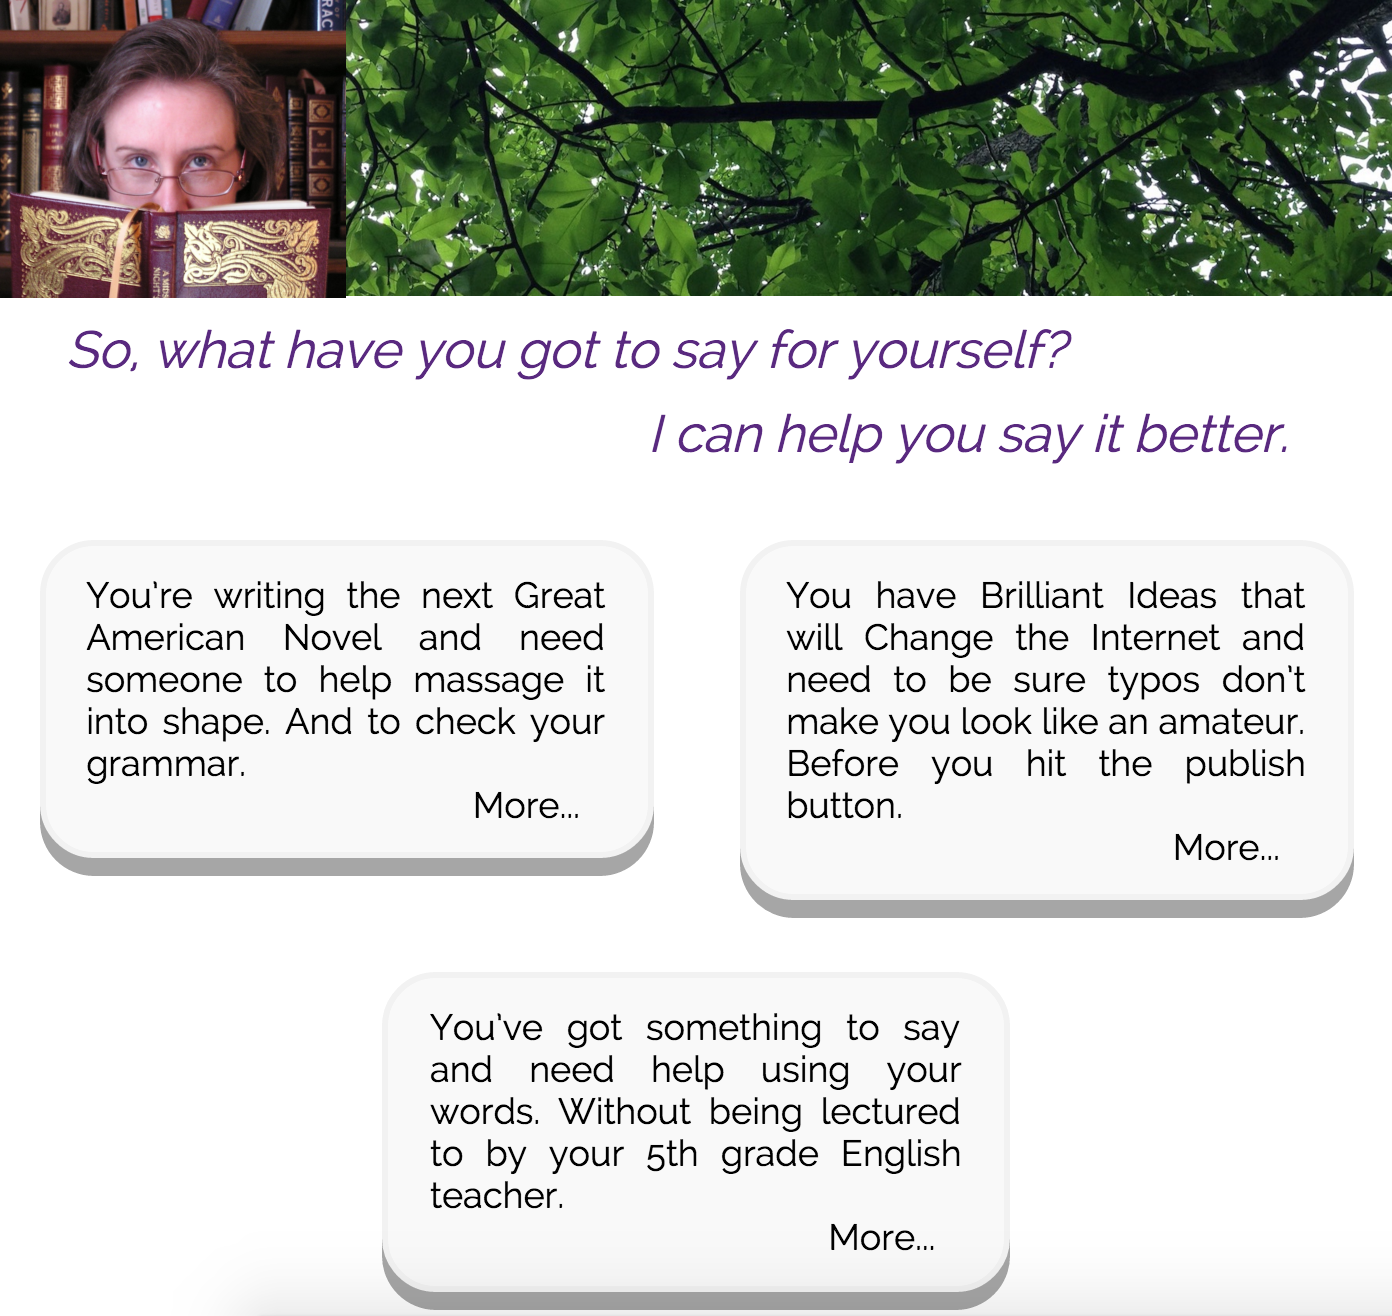 So, what have you got to say for yourself?
I can help you say it better.
You're writing the next Great
American Novel and need
someone to help massage it
into shape. And to check your
grammar.
More...
You have Brilliant Ideas that
will Change the Internet and
need to be sure typos don't
make you look like an amateur.
Before you hit the publish
button.
More...
You've got something to say
and need help using your
words. Without being lectured
to by your 5th grade English
teacher.
More...